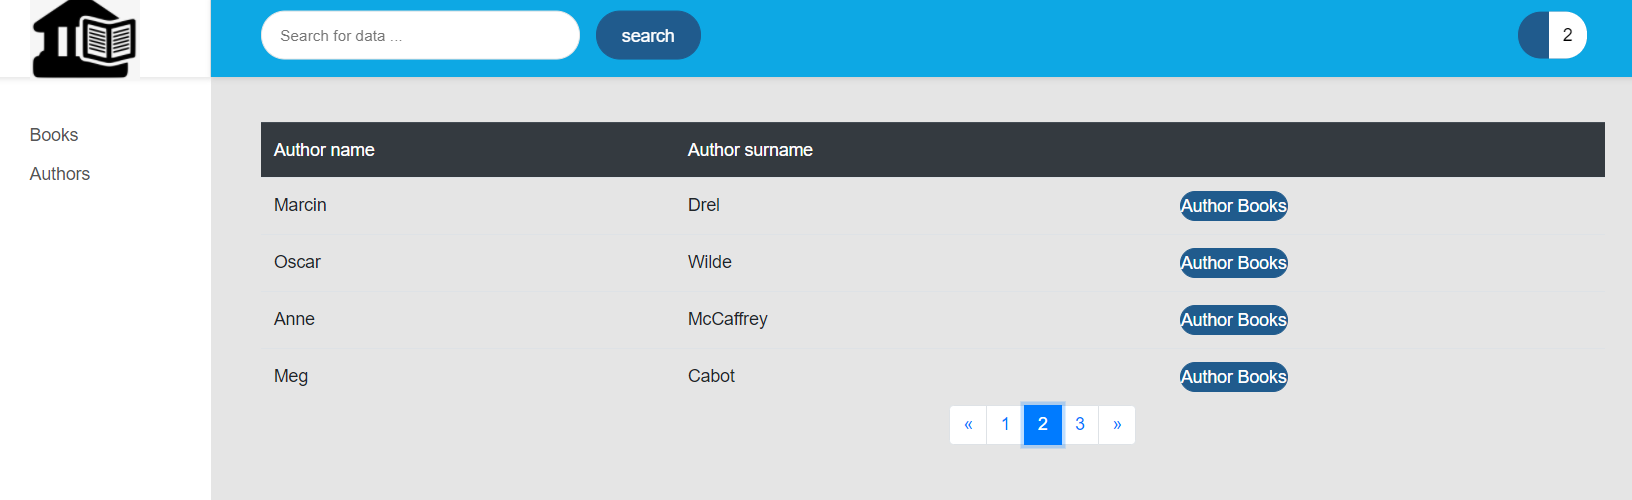 Search for data ... search 2
Books
Authors
Author name Author surname
Marcin Drel Author Books
Oscar Wilde Author Books
Anne McCaffrey Author Books
Meg Cabot Author Books
« 1 2 3 »